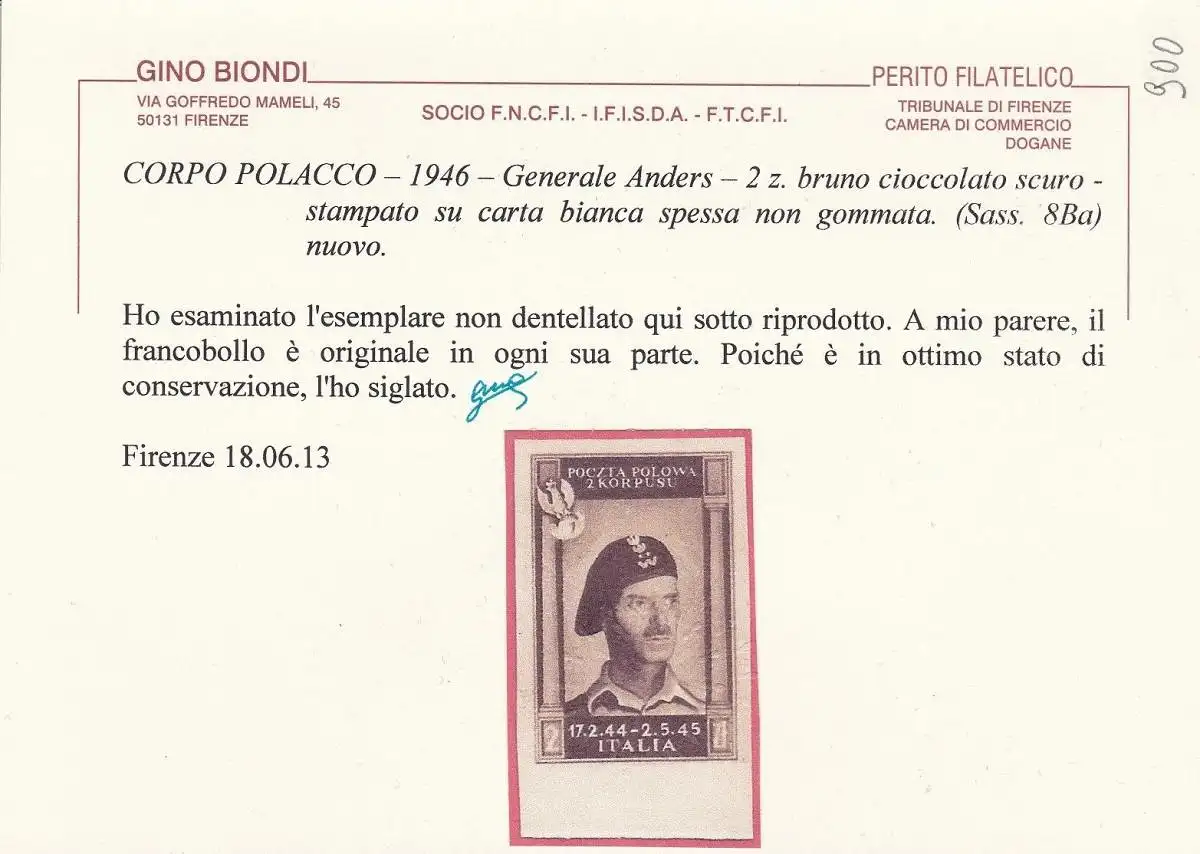 GINO BIONDI
PERITO FILATELICO
VIA GOFFREDO MAMELI, 45
50131 FIRENZE
SOCIO F.N.C.F.I. - I.F.I.S.D.A. - F.T.C.F.I.
TRIBUNALE DI FIRENZE
CAMERA DI COMMERCIO
DOGANE
900
CORPO POLACCO – 1946 – Generale Anders – 2 z. bruno cioccolato scuro -
stampato su carta bianca spessa non gommata. (Sass. 8Ba)
nuovo.
Ho esaminato l'esemplare non dentellato qui sotto riprodotto. A mio parere, il
francobollo è originale in ogni sua parte. Poiché è in ottimo stato di
conservazione, l'ho siglato.
Firenze 18.06.13
POCZTA POLOWA
2 KORPUSU
17.2.44-2.5.45
2
ITALIA